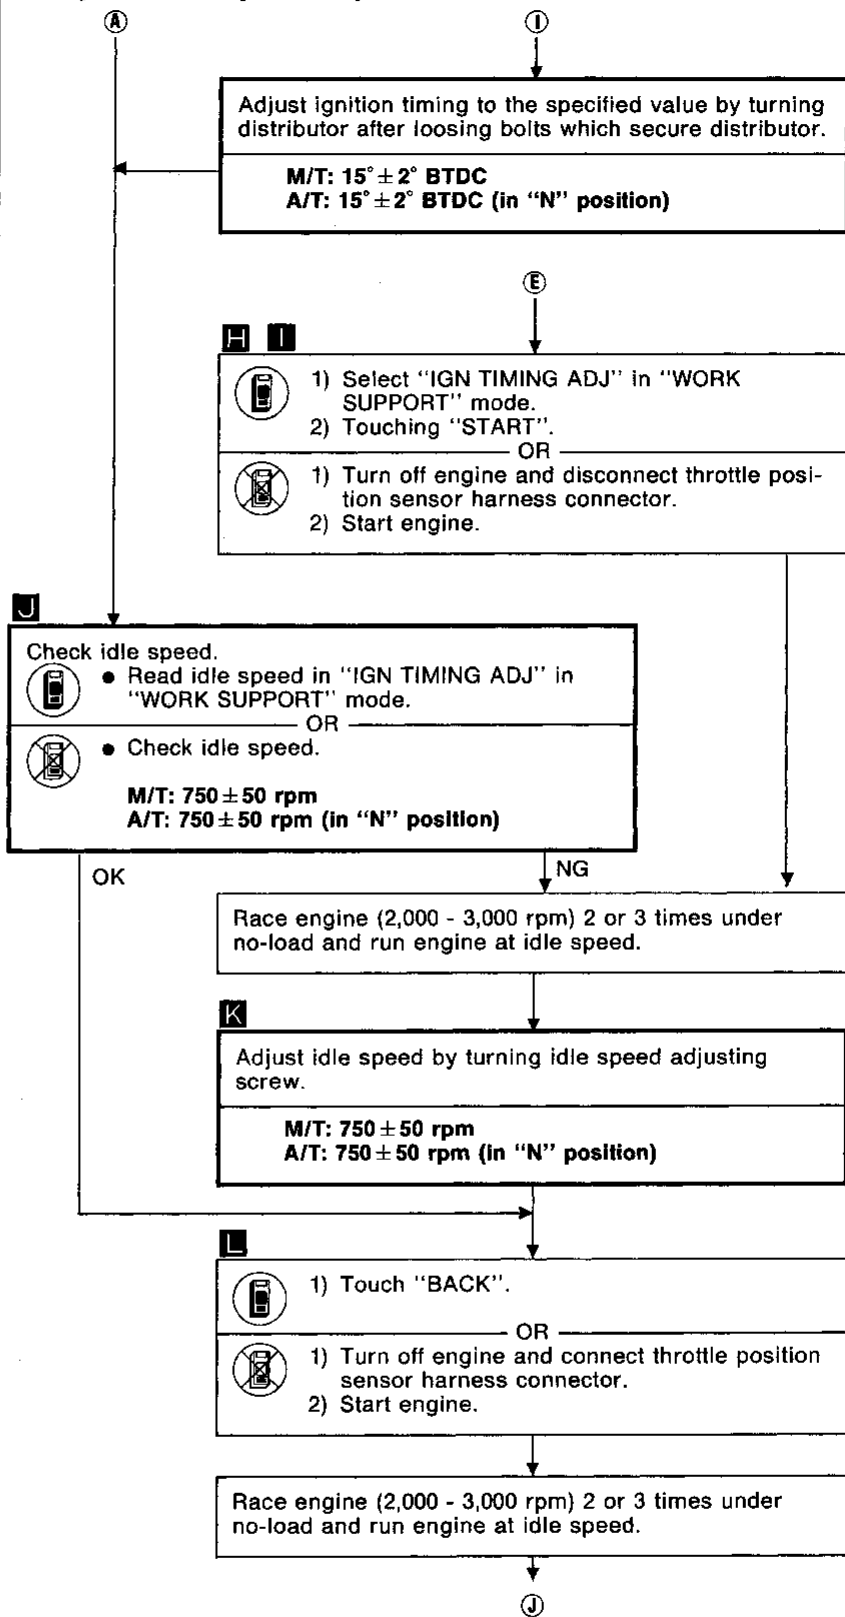 Ⓐ
Ⓘ
Adjust ignition timing to the specified value by turning
distributor after loosing bolts which secure distributor.
M/T: 15°±2° BTDC
A/T: 15°±2° BTDC (in “N” position)
Ⓔ
H I
1) Select “IGN TIMING ADJ” in “WORK
SUPPORT” mode.
2) Touching “START”.
OR
1) Turn off engine and disconnect throttle posi-
tion sensor harness connector.
2) Start engine.
J
Check idle speed.
● Read idle speed in “IGN TIMING ADJ” in
“WORK SUPPORT” mode.
OR
● Check idle speed.
M/T: 750±50 rpm
A/T: 750±50 rpm (in “N” position)
OK
NG
Race engine (2,000 - 3,000 rpm) 2 or 3 times under
no-load and run engine at idle speed.
K
Adjust idle speed by turning idle speed adjusting
screw.
M/T: 750±50 rpm
A/T: 750±50 rpm (in “N” position)
L
1) Touch “BACK”.
OR
1) Turn off engine and connect throttle position
sensor harness connector.
2) Start engine.
Race engine (2,000 - 3,000 rpm) 2 or 3 times under
no-load and run engine at idle speed.
Ⓙ